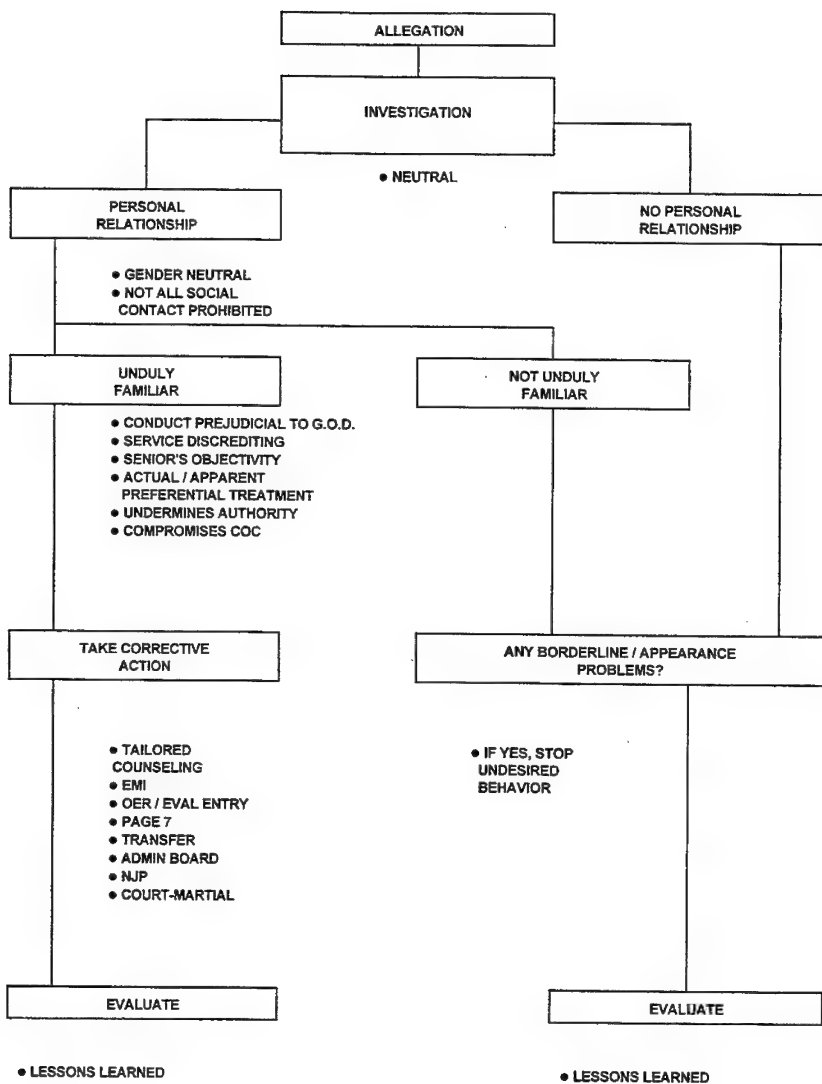 ALLEGATION
INVESTIGATION
● NEUTRAL
PERSONAL
RELATIONSHIP
NO PERSONAL
RELATIONSHIP
● GENDER NEUTRAL
● NOT ALL SOCIAL
CONTACT PROHIBITED
UNDULY
FAMILIAR
NOT UNDULY
FAMILIAR
● CONDUCT PREJUDICIAL TO G.O.D.
● SERVICE DISCREDITING
● SENIOR'S OBJECTIVITY
● ACTUAL / APPARENT
PREFERENTIAL TREATMENT
● UNDERMINES AUTHORITY
● COMPROMISES COC
TAKE CORRECTIVE
ACTION
ANY BORDERLINE / APPEARANCE
PROBLEMS?
● TAILORED
COUNSELING
● EMI
● OER / EVAL ENTRY
● PAGE 7
● TRANSFER
● ADMIN BOARD
● NJP
● COURT-MARTIAL
● IF YES, STOP
UNDESIRED
BEHAVIOR
EVALUATE
EVALUATE
● LESSONS LEARNED
● LESSONS LEARNED